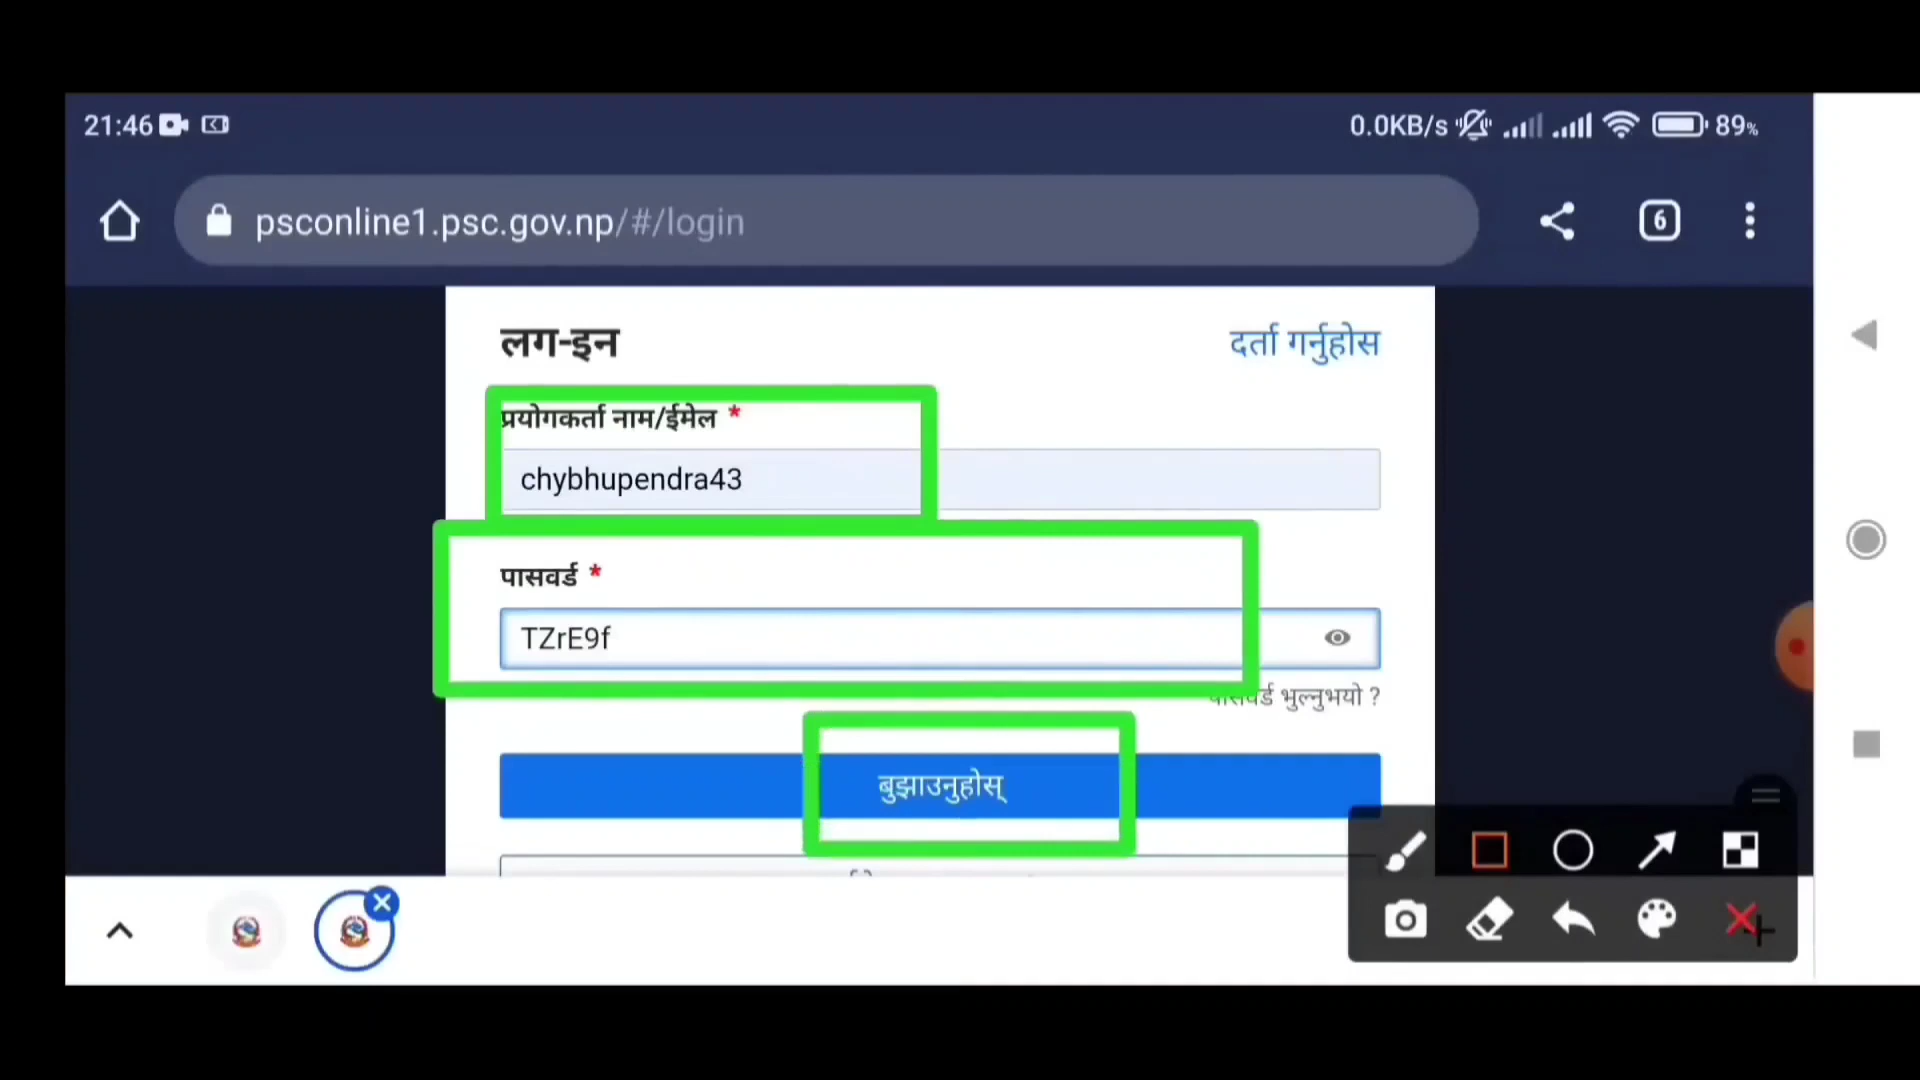 21:46
0.0KB/s 89%
psconline1.psc.gov.np/#/login
6
लग-इन
दर्ता गर्नुहोस
प्रयोगकर्ता नाम/ईमेल *
chybhupendra43
पासवर्ड *
TZrE9f
पासवर्ड भुल्नुभयो ?
बुझाउनुहोस्